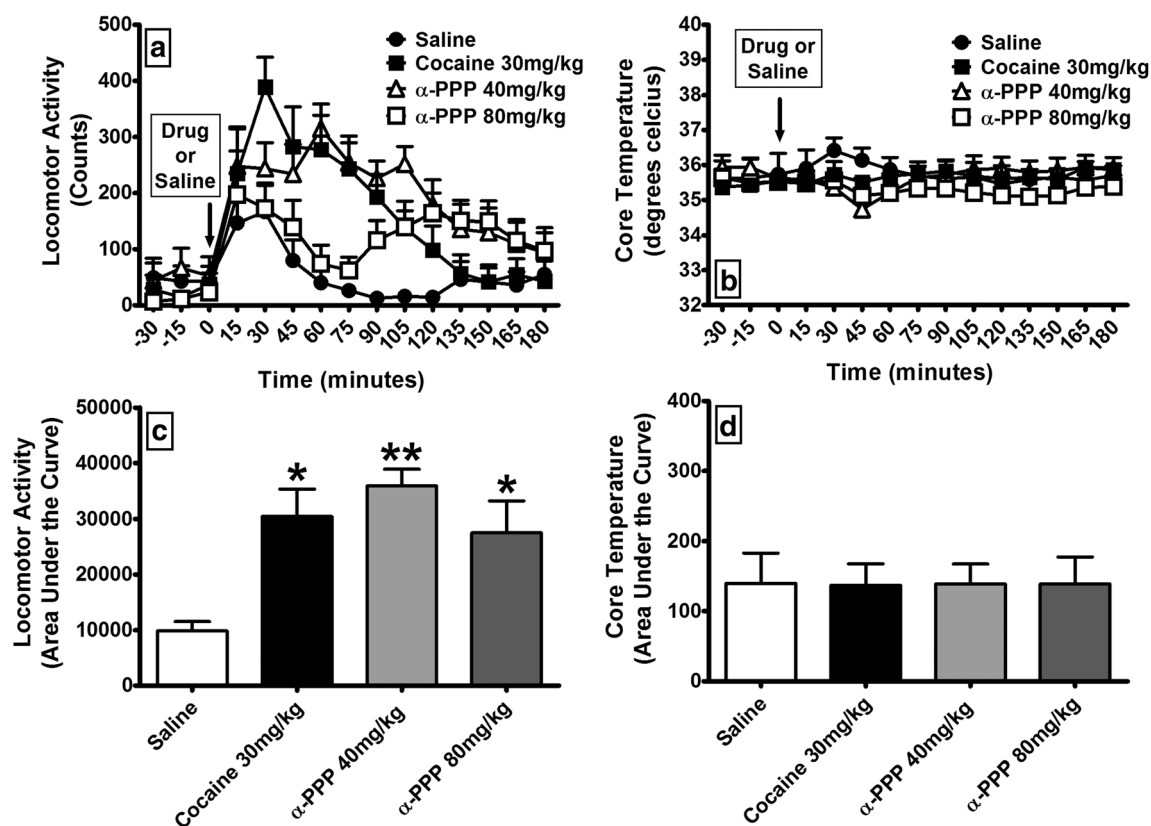 a
500
400
300
200
100
0
Locomotor Activity
(Counts)
Drug
or
Saline
Saline
Cocaine 30mg/kg
α-PPP 40mg/kg
α-PPP 80mg/kg
-30 -15 0 15 30 45 60 75 90 105 120 135 150 165 180
Time (minutes)
b
40
39
38
37
36
35
34
33
32
Core Temperature
(degrees celcius)
Drug or
Saline
Saline
Cocaine 30mg/kg
α-PPP 40mg/kg
α-PPP 80mg/kg
-30 -15 0 15 30 45 60 75 90 105 120 135 150 165 180
Time (minutes)
c
50000
40000
30000
20000
10000
0
Locomotor Activity
(Area Under the Curve)
* ** *
Saline
Cocaine 30mg/kg
α-PPP 40mg/kg
α-PPP 80mg/kg
d
400
300
200
100
0
Core Temperature
(Area Under the Curve)
Saline
Cocaine 30mg/kg
α-PPP 40mg/kg
α-PPP 80mg/kg